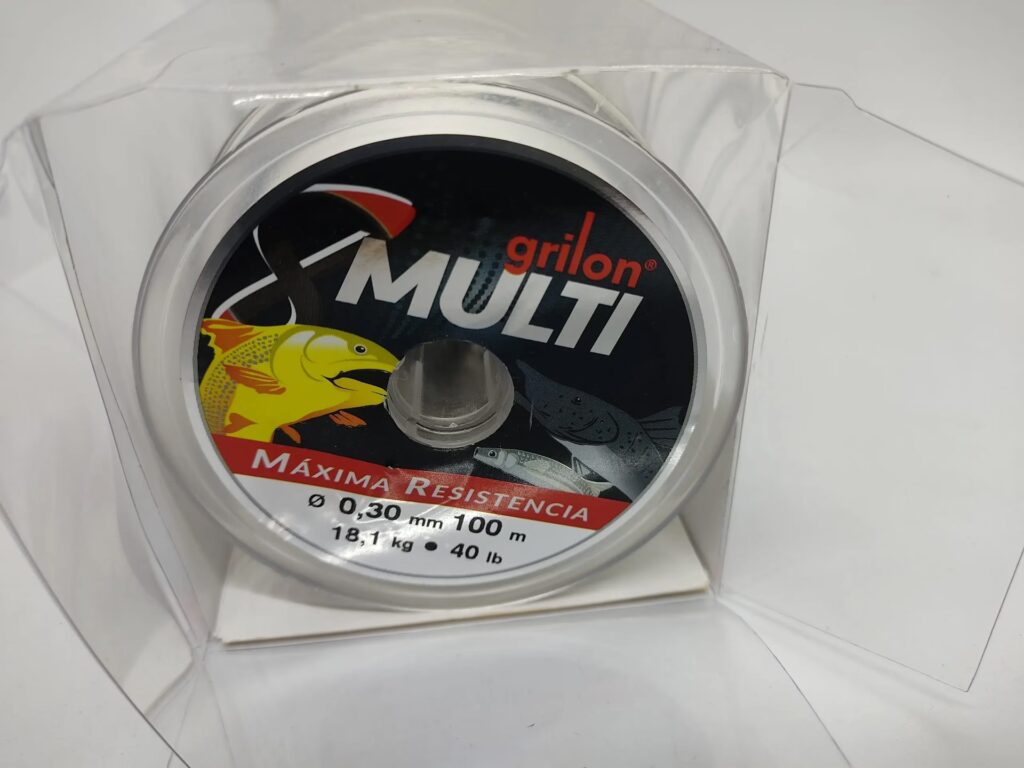 grilon®
MULTI
MÁXIMA RESISTENCIA
Ø 0,30 mm 100 m
18,1 kg ● 40 lb